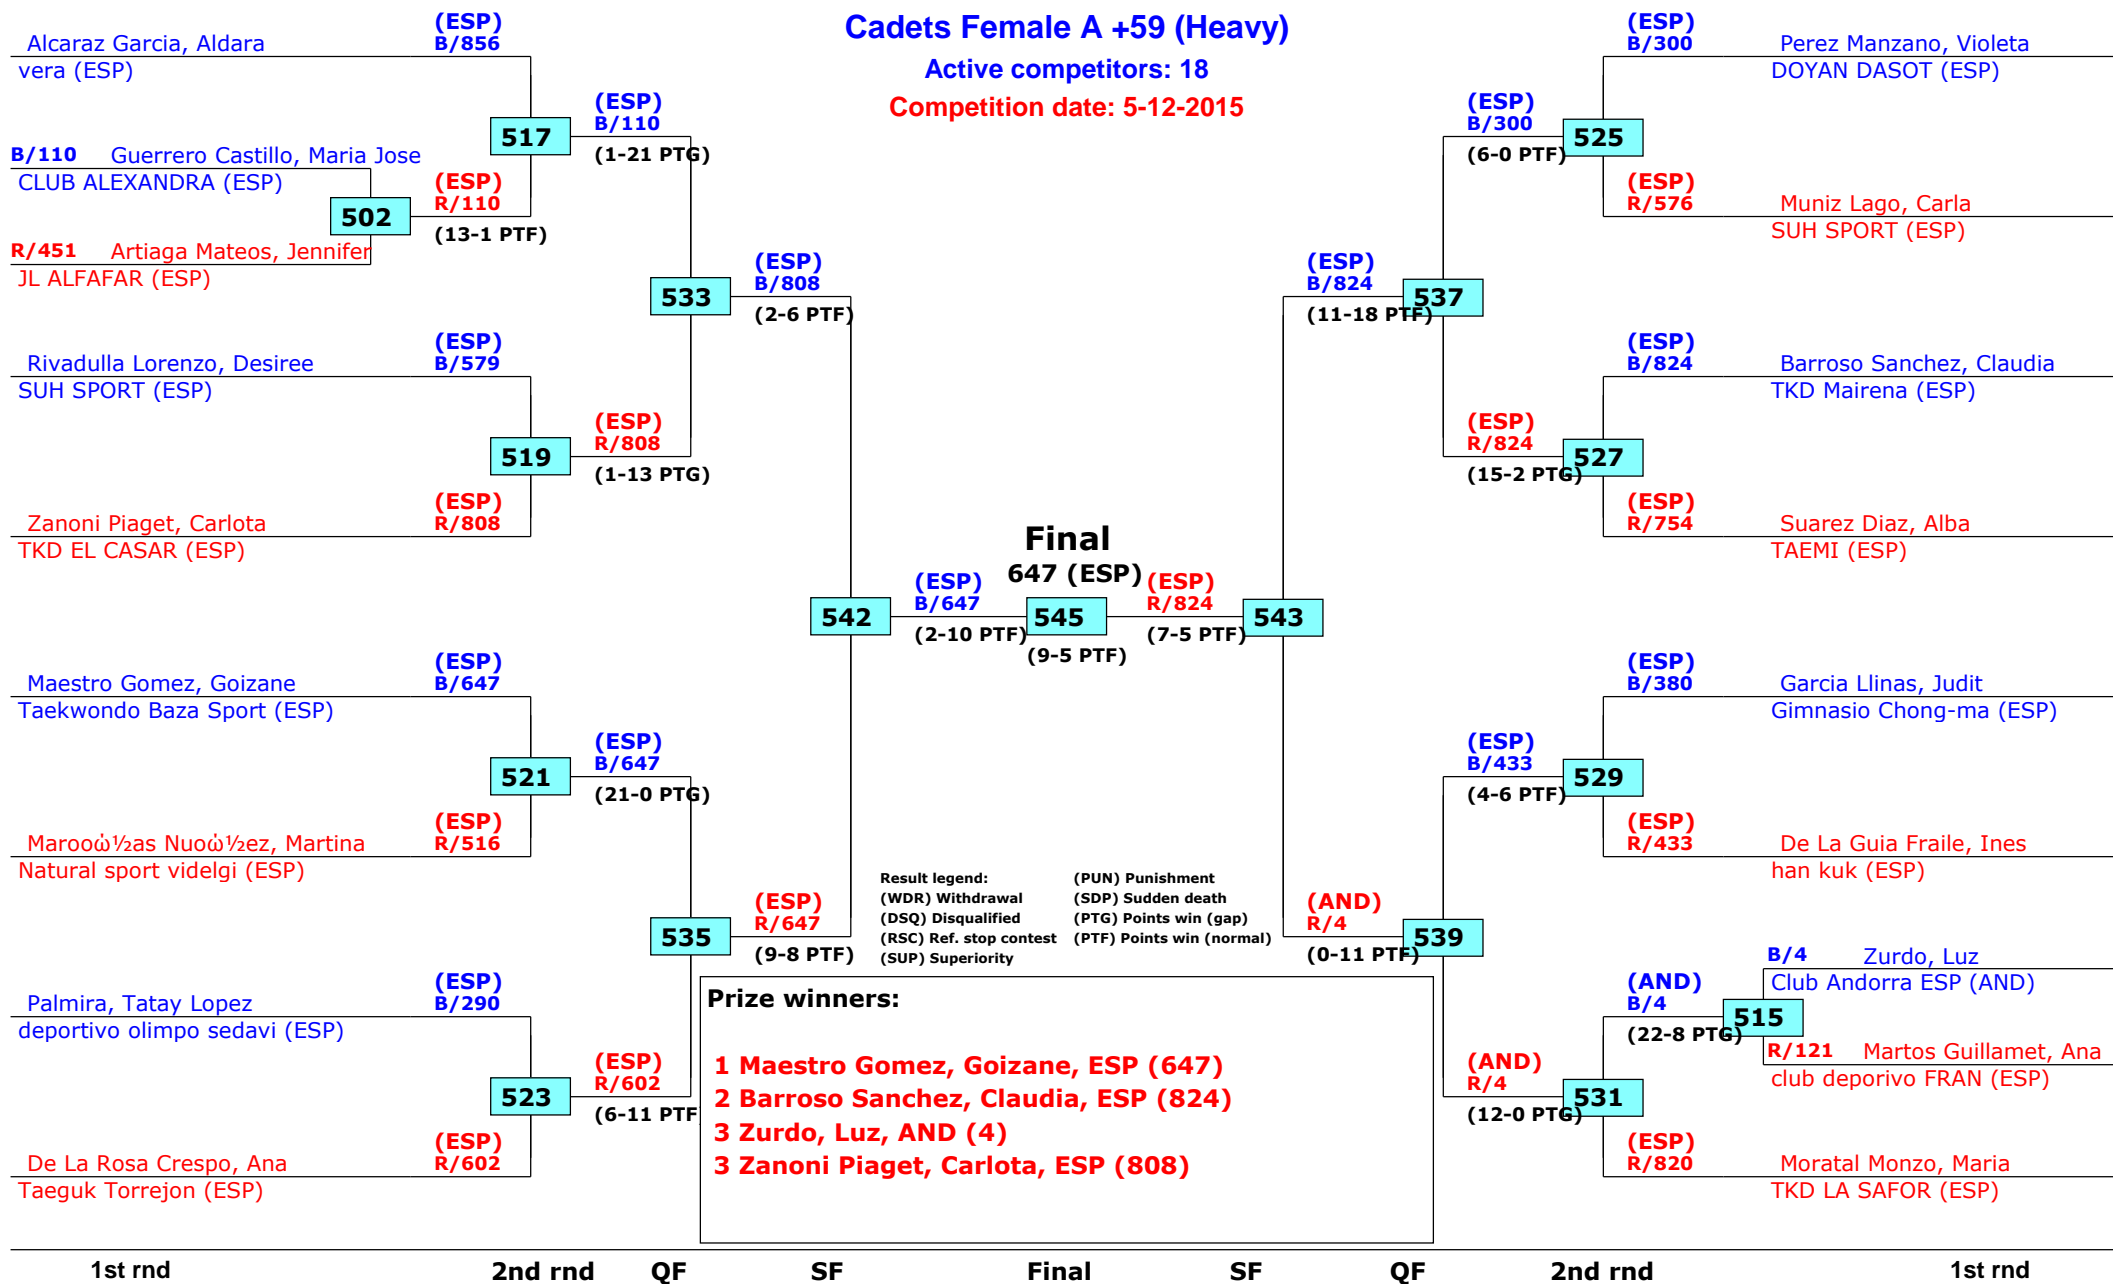 Cadets Female A +59 (Heavy)
Active competitors: 18
Competition date: 5-12-2015
(ESP)
B/856
Alcaraz Garcia, Aldara
vera (ESP)
517
(ESP)
B/110
(1-21 PTG)
B/110 Guerrero Castillo, Maria Jose
CLUB ALEXANDRA (ESP)
502
(ESP)
R/110
(13-1 PTF)
R/451 Artiaga Mateos, Jennifer
JL ALFAFAR (ESP)
533
(ESP)
B/808
(2-6 PTF)
(ESP)
B/579
Rivadulla Lorenzo, Desiree
SUH SPORT (ESP)
519
(ESP)
R/808
(1-13 PTG)
(ESP)
R/808
Zanoni Piaget, Carlota
TKD EL CASAR (ESP)
542
(ESP)
B/647
(2-10 PTF)
(ESP)
B/647
Maestro Gomez, Goizane
Taekwondo Baza Sport (ESP)
521
(ESP)
B/647
(21-0 PTG)
(ESP)
R/516
Marooώ½as Nuoώ½ez, Martina
Natural sport videlgi (ESP)
535
(ESP)
R/647
(9-8 PTF)
(ESP)
B/290
Palmira, Tatay Lopez
deportivo olimpo sedavi (ESP)
523
(ESP)
R/602
(6-11 PTF
(ESP)
R/602
De La Rosa Crespo, Ana
Taeguk Torrejon (ESP)
Final
647 (ESP)
545
(9-5 PTF)
(ESP)
R/824
(7-5 PTF)
543
(ESP)
B/300
Perez Manzano, Violeta
DOYAN DASOT (ESP)
(ESP)
B/300
(6-0 PTF)
525
(ESP)
R/576
Muniz Lago, Carla
SUH SPORT (ESP)
(ESP)
B/824
(11-18 PTF)
537
(ESP)
B/824
Barroso Sanchez, Claudia
TKD Mairena (ESP)
(ESP)
R/824
(15-2 PTG)
527
(ESP)
R/754
Suarez Diaz, Alba
TAEMI (ESP)
(ESP)
B/380
Garcia Llinas, Judit
Gimnasio Chong-ma (ESP)
(ESP)
B/433
(4-6 PTF)
529
(ESP)
R/433
De La Guia Fraile, Ines
han kuk (ESP)
(AND)
R/4
(0-11 PTF)
539
B/4 Zurdo, Luz
Club Andorra ESP (AND)
(AND)
B/4
(22-8 PTG)
515
R/121 Martos Guillamet, Ana
club deporivo FRAN (ESP)
(AND)
R/4
(12-0 PTG)
531
(ESP)
R/820
Moratal Monzo, Maria
TKD LA SAFOR (ESP)
Result legend: (PUN) Punishment
(WDR) Withdrawal (SDP) Sudden death
(DSQ) Disqualified (PTG) Points win (gap)
(RSC) Ref. stop contest (PTF) Points win (normal)
(SUP) Superiority
Prize winners:
1 Maestro Gomez, Goizane, ESP (647)
2 Barroso Sanchez, Claudia, ESP (824)
3 Zurdo, Luz, AND (4)
3 Zanoni Piaget, Carlota, ESP (808)
1st rnd 2nd rnd QF SF Final SF QF 2nd rnd 1st rnd